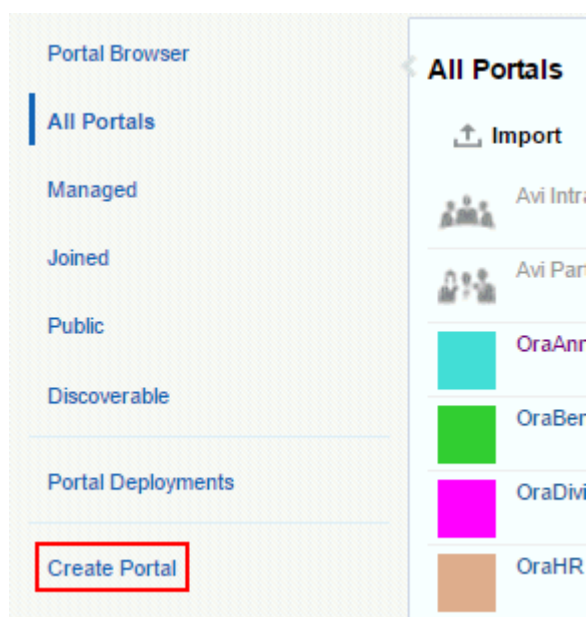 Portal Browser
All Portals
Managed
Joined
Public
Discoverable
Portal Deployments
Create Portal
All Portals
Import
Avi Intra
Avi Part
OraAnn
OraBen
OraDivi
OraHR